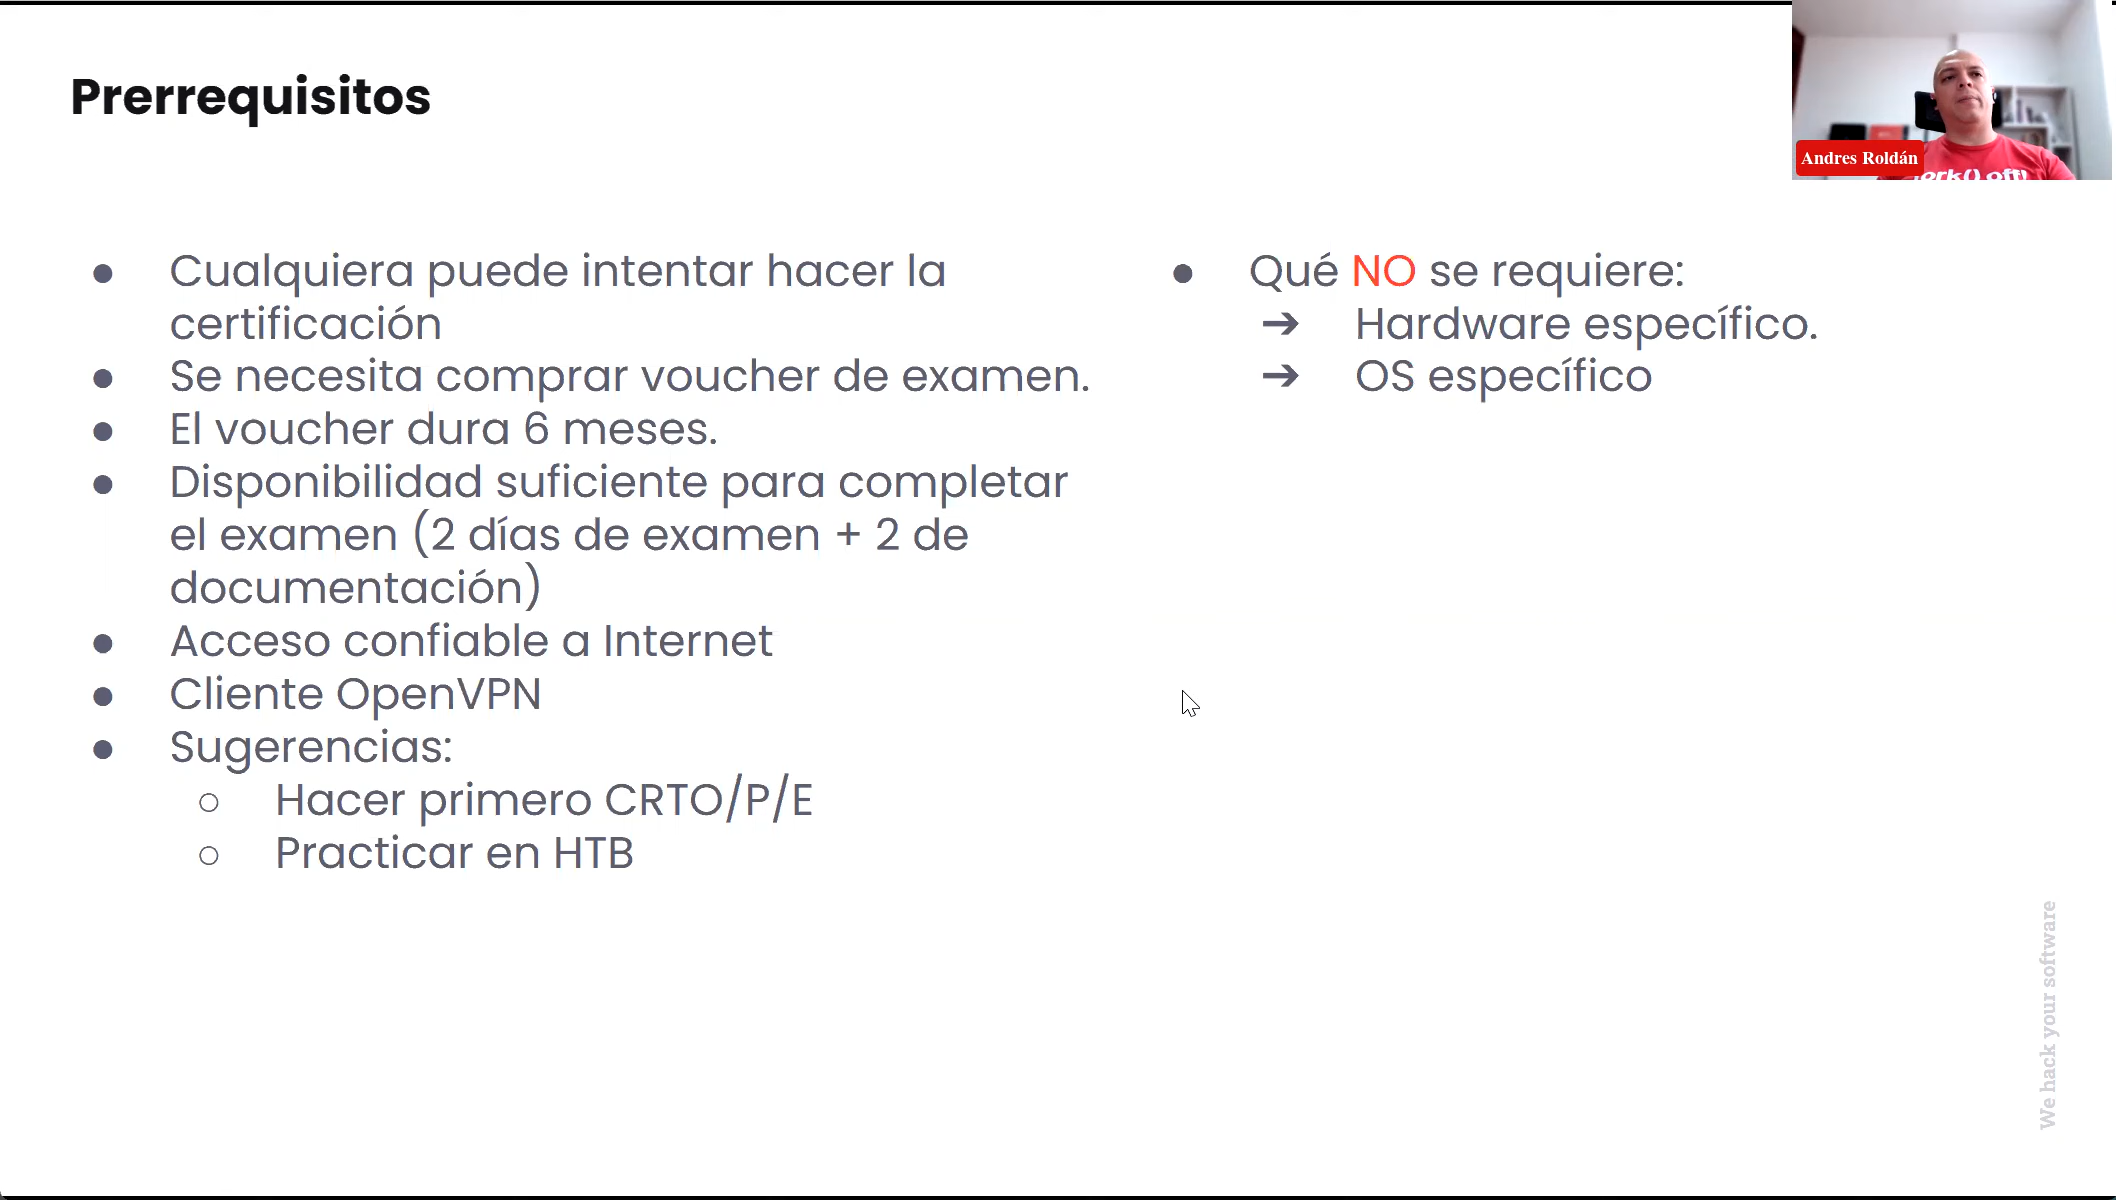 Prerrequisitos
Andres Roldán
Cualquiera puede intentar hacer la
certificación
Se necesita comprar voucher de examen.
El voucher dura 6 meses.
Disponibilidad suficiente para completar
el examen (2 días de examen + 2 de
documentación)
Acceso confiable a Internet
Cliente OpenVPN
Sugerencias:
Hacer primero CRTO/P/E
Practicar en HTB
Qué NO se requiere:
Hardware específico.
OS específico
We hack your software